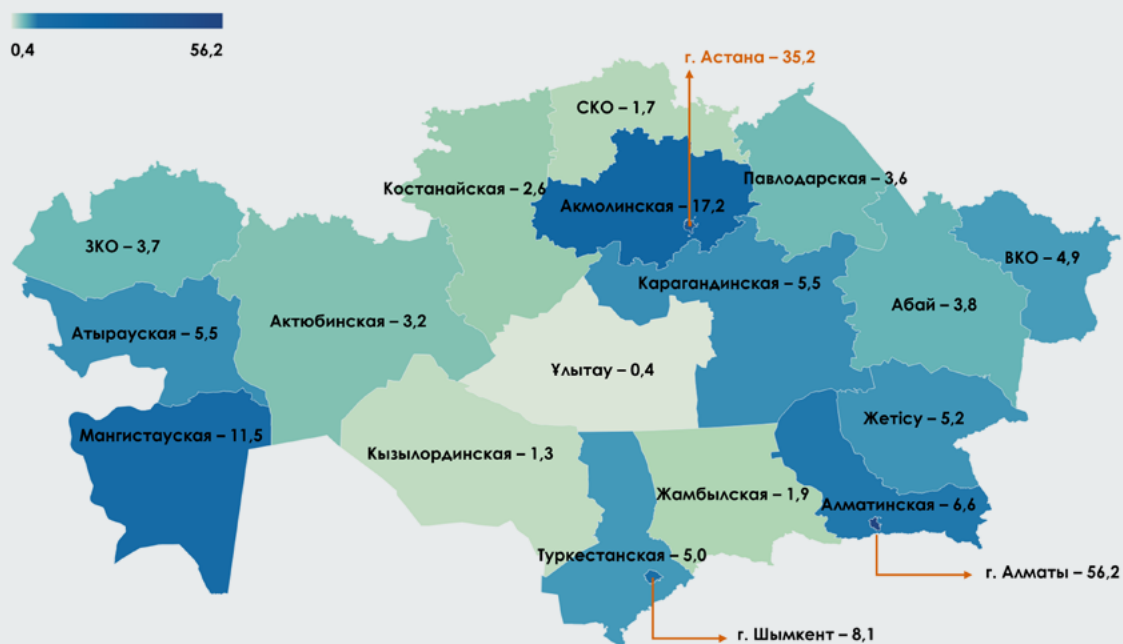 0,4 56,2
г. Астана – 35,2
СКО – 1,7
Павлодарская – 3,6
Костанайская – 2,6
Акмолинская – 17,2
ЗКО – 3,7
ВКО – 4,9
Карагандинская – 5,5
Абай – 3,8
Актюбинская – 3,2
Атырауская – 5,5
Ұлытау – 0,4
Жетісу – 5,2
Мангистауская – 11,5
Кызылординская – 1,3
Жамбылская – 1,9
Алматинская – 6,6
Туркестанская – 5,0
г. Алматы – 56,2
г. Шымкент – 8,1